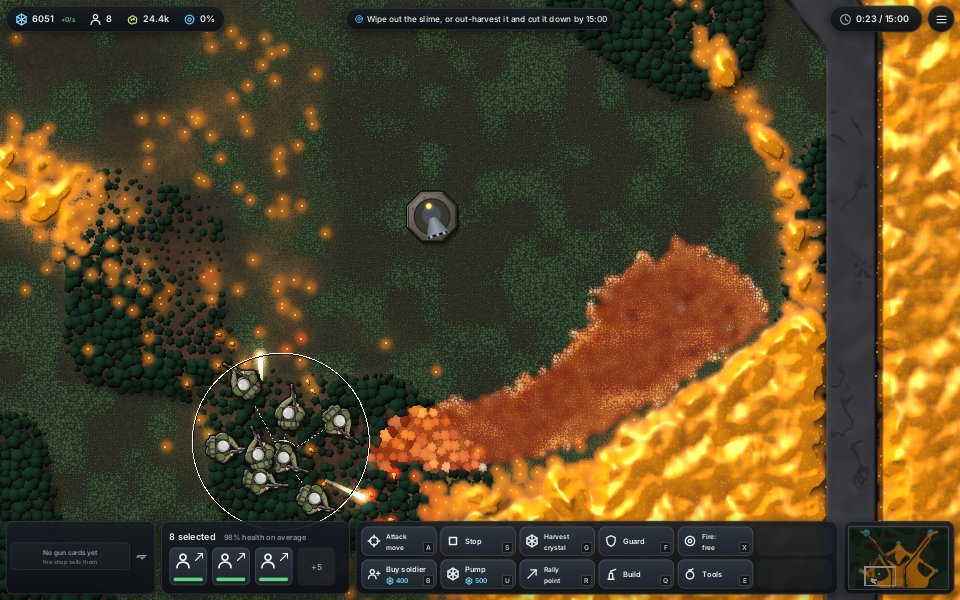 6051 +0/s 8 24.4k 0%
Wipe out the slime, or out-harvest it and cut it down by 15:00
0:23 / 15:00
No gun cards yet
the shop sells them
8 selected 98% health on average
+5
Attack move A
Stop S
Harvest crystal G
Guard F
Fire: free X
Buy soldier 400 B
Pump 500 U
Rally point R
Build Q
Tools E